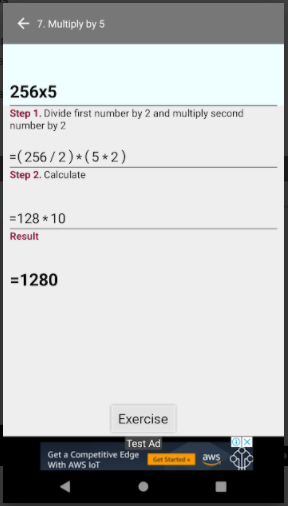 7. Multiply by 5
256x5
Step 1. Divide first number by 2 and multiply second
number by 2
=(256/2)*(5*2)
Step 2. Calculate
=128*10
Result
=1280
Exercise
Test Ad
Get a Competitive Edge
With AWS IoT
Get Started
aws